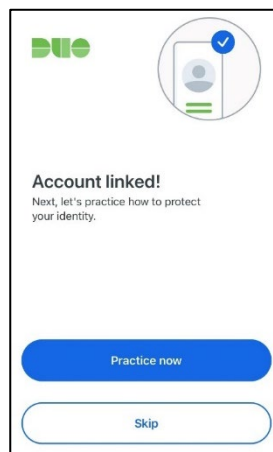 DUO
Account linked!
Next, let's practice how to protect
your identity.
Practice now
Skip